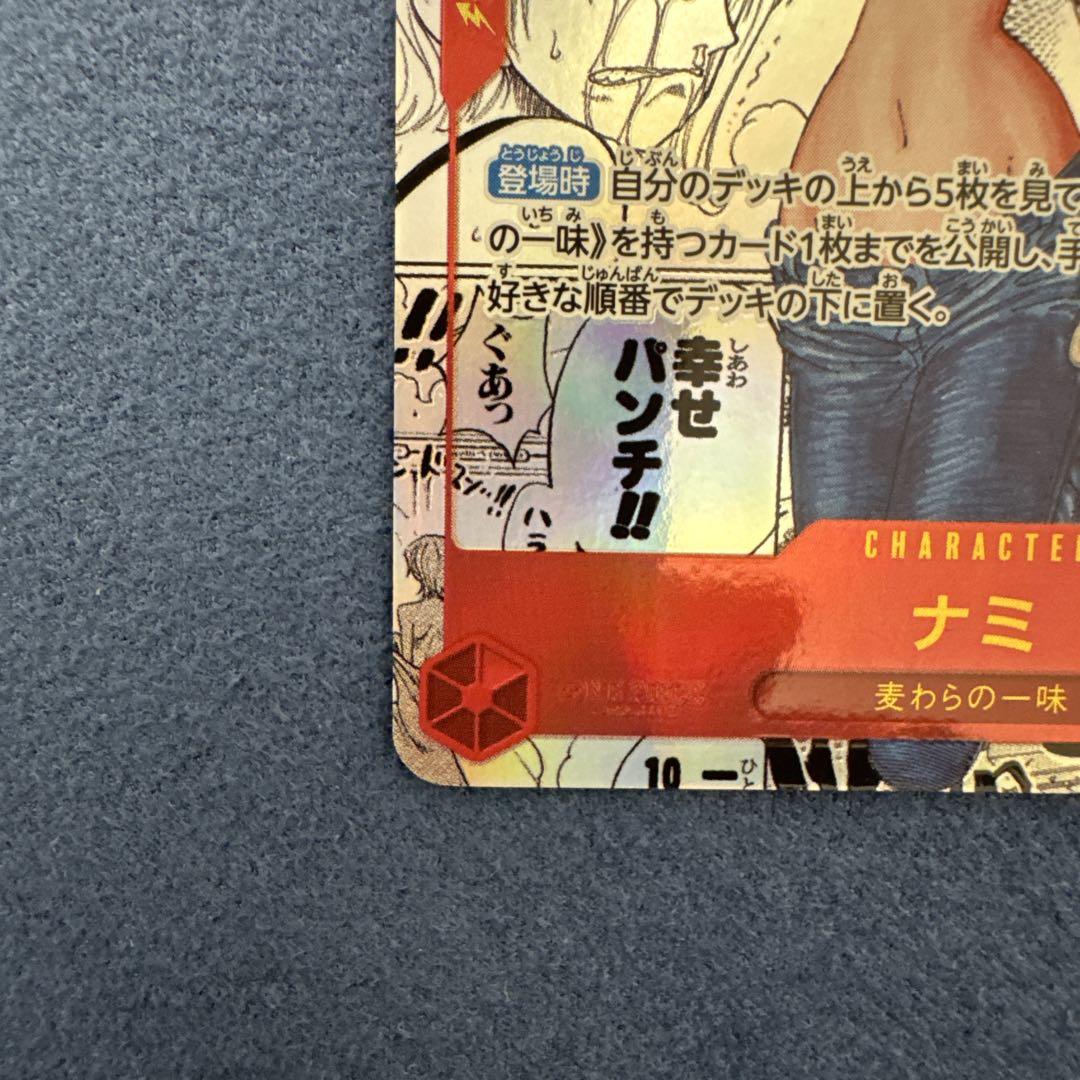 登場時 自分のデッキの上から5枚を見て
の一味》を持つカード1枚までを公開し、手
好きな順番でデッキの下に置く。
幸せ
パンチ!!
ぐあっ
!!
ハラ
CHARACTE
ナミ
麦わらの一味
10 一